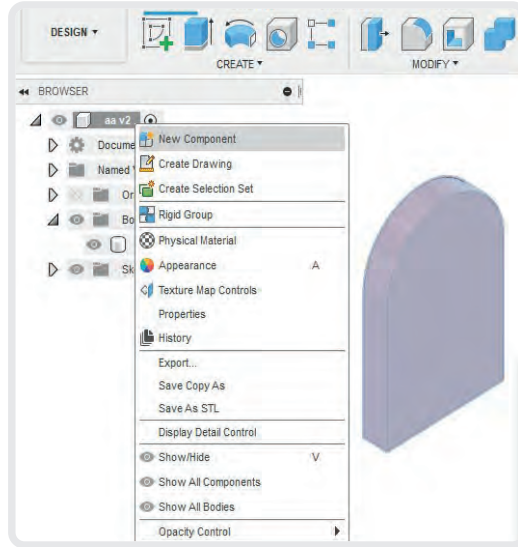 DESIGN ▾
CREATE ▾
MODIFY ▾
BROWSER
aa v2
Docume
Named
Or
Bo
Sk
New Component
Create Drawing
Create Selection Set
Rigid Group
Physical Material
Appearance A
Texture Map Controls
Properties
History
Export...
Save Copy As
Save As STL
Display Detail Control
Show/Hide V
Show All Components
Show All Bodies
Opacity Control